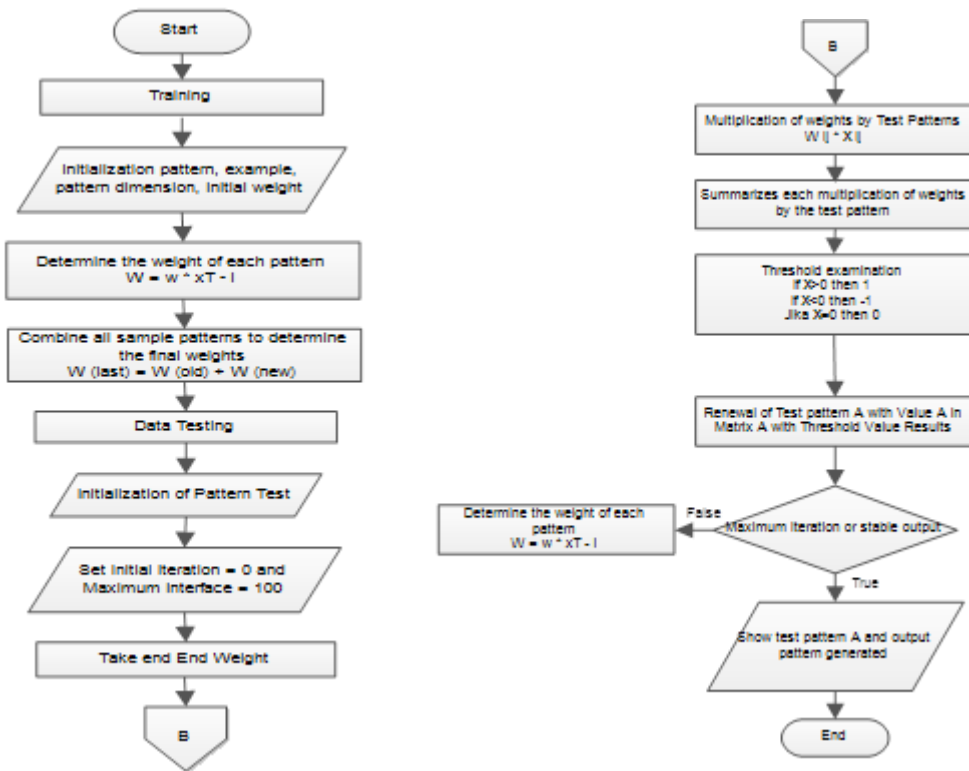 Start
Training
Initialization pattern, example,
pattern dimension, initial weight
Determine the weight of each pattern
W = w * xT - I
Combine all sample patterns to determine
the final weights
W (last) = W (old) + W (new)
Data Testing
Initialization of Pattern Test
Set Initial Iteration = 0 and
Maximum Interface = 100
Take end End Weight
B
B
Multiplication of weights by Test Patterns
W ij * X ij
Summarizes each multiplication of weights
by the test pattern
Threshold examination
If X>0 then 1
If X<0 then -1
Jika X=0 then 0
Renewal of Test pattern A with Value A in
Matrix A with Threshold Value Results
Maximum Iteration or stable output
False
Determine the weight of each
pattern
W = w * xT - I
True
Show test pattern A and output
pattern generated
End